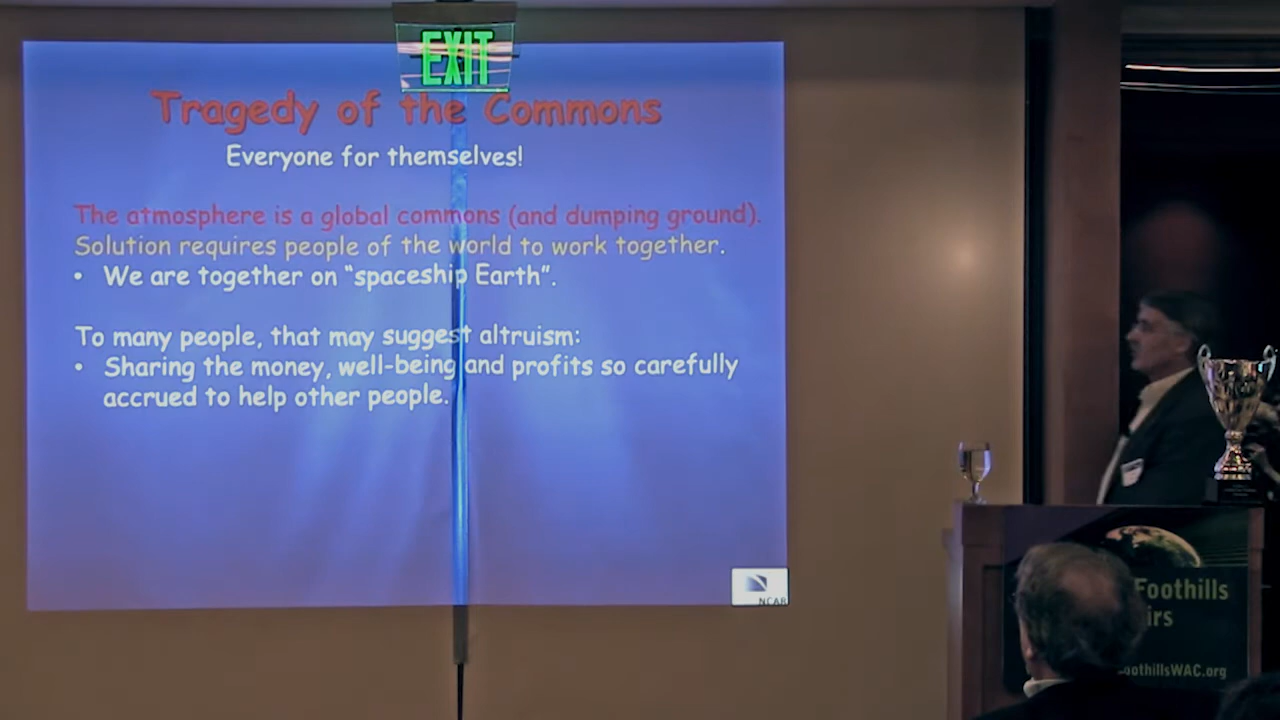 EXIT
Tragedy of the Commons
Everyone for themselves!
The atmosphere is a global commons (and dumping ground).
Solution requires people of the world to work together.
• We are together on “spaceship Earth”.
To many people, that may suggest altruism:
• Sharing the money, well-being and profits so carefully
accrued to help other people.
NCAR
Foothills
irs
oothillsWAC.org